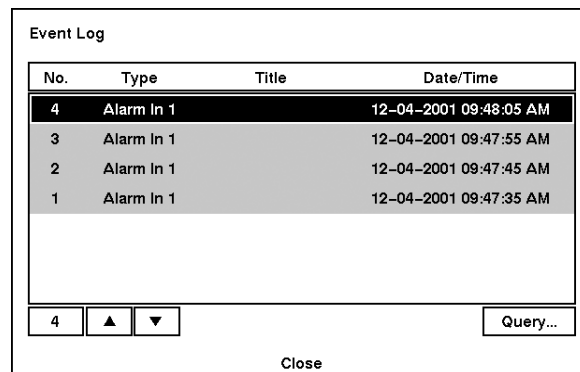 Event Log
No. Type Title Date/Time
4 Alarm In 1 12–04–2001 09:48:05 AM
3 Alarm In 1 12–04–2001 09:47:55 AM
2 Alarm In 1 12–04–2001 09:47:45 AM
1 Alarm In 1 12–04–2001 09:47:35 AM
4 ▲ ▼ Query...
Close